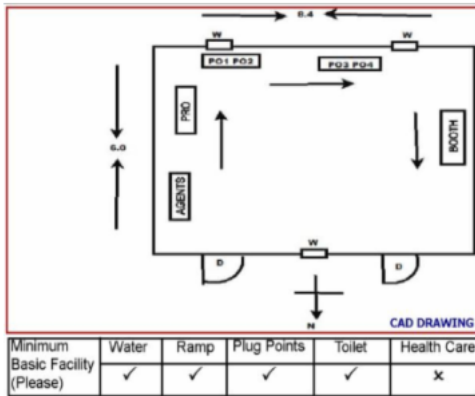 6.4
W
W
PO1 PO2
PO3 PO4
PRO
BOOTH
6.0
AGENTS
W
D
D
N
CAD DRAWING
Minimum Basic Facility (Please) Water Ramp Plug Points Toilet Health Care
✓ ✓ ✓ ✓ x